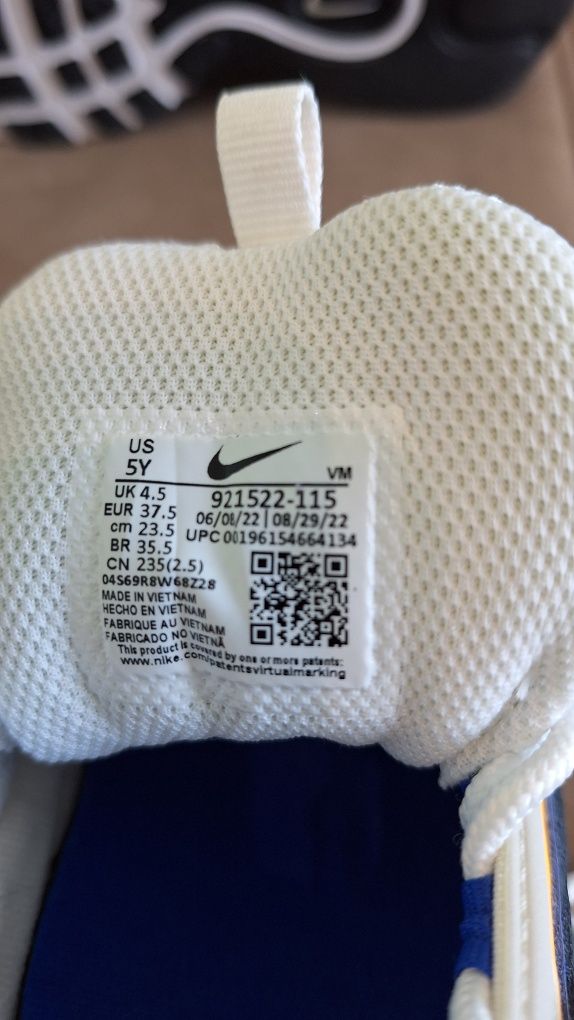 US
5Y
VM
UK 4.5
EUR 37.5
cm 23.5
BR 35.5
CN 235(2.5)
921522-115
06/08/22 | 08/29/22
UPC 00196154664134
04S69R8W68Z28
MADE IN VIETNAM
HECHO EN VIETNAM
FABRIQUE AU VIETNAM
FABRICADO NO VIETNÃ
This product is covered by one or more patents:
www.nike.com/patentsvirtualmarking